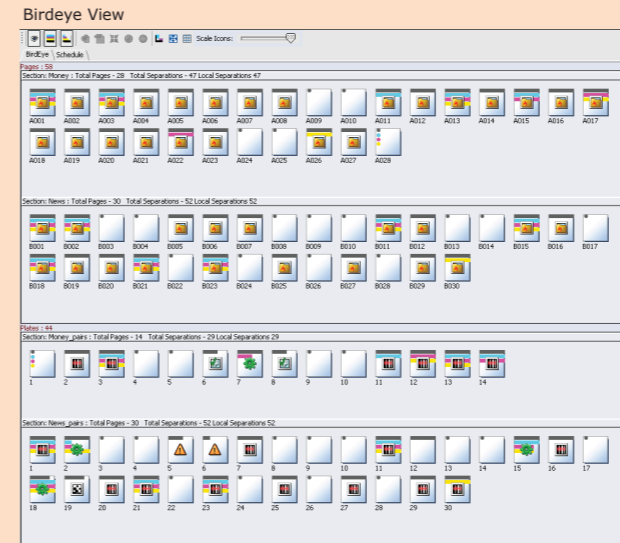 Birdeye View
Scale Icons:
BirdEye Schedule
Pages : 58
Section: Money : Total Pages - 28 Total Separations - 47 Local Separations 47
A001 A002 A003 A004 A005 A006 A007 A008 A009 A010 A011 A012 A013 A014 A015 A016 A017
A018 A019 A020 A021 A022 A023 A024 A025 A026 A027 A028
Section: News : Total Pages - 30 Total Separations - 52 Local Separations 52
B001 B002 B003 B004 B005 B006 B007 B008 B009 B010 B011 B012 B013 B014 B015 B016 B017
B018 B019 B020 B021 B022 B023 B024 B025 B026 B027 B028 B029 B030
Plates : 44
Section: Money_pairs : Total Pages - 14 Total Separations - 29 Local Separations 29
1 2 3 4 5 6 7 8 9 10 11 12 13 14
Section: News_pairs : Total Pages - 30 Total Separations - 52 Local Separations 52
1 2 3 4 5 6 7 8 9 10 11 12 13 14 15 16 17
18 19 20 21 22 23 24 25 26 27 28 29 30